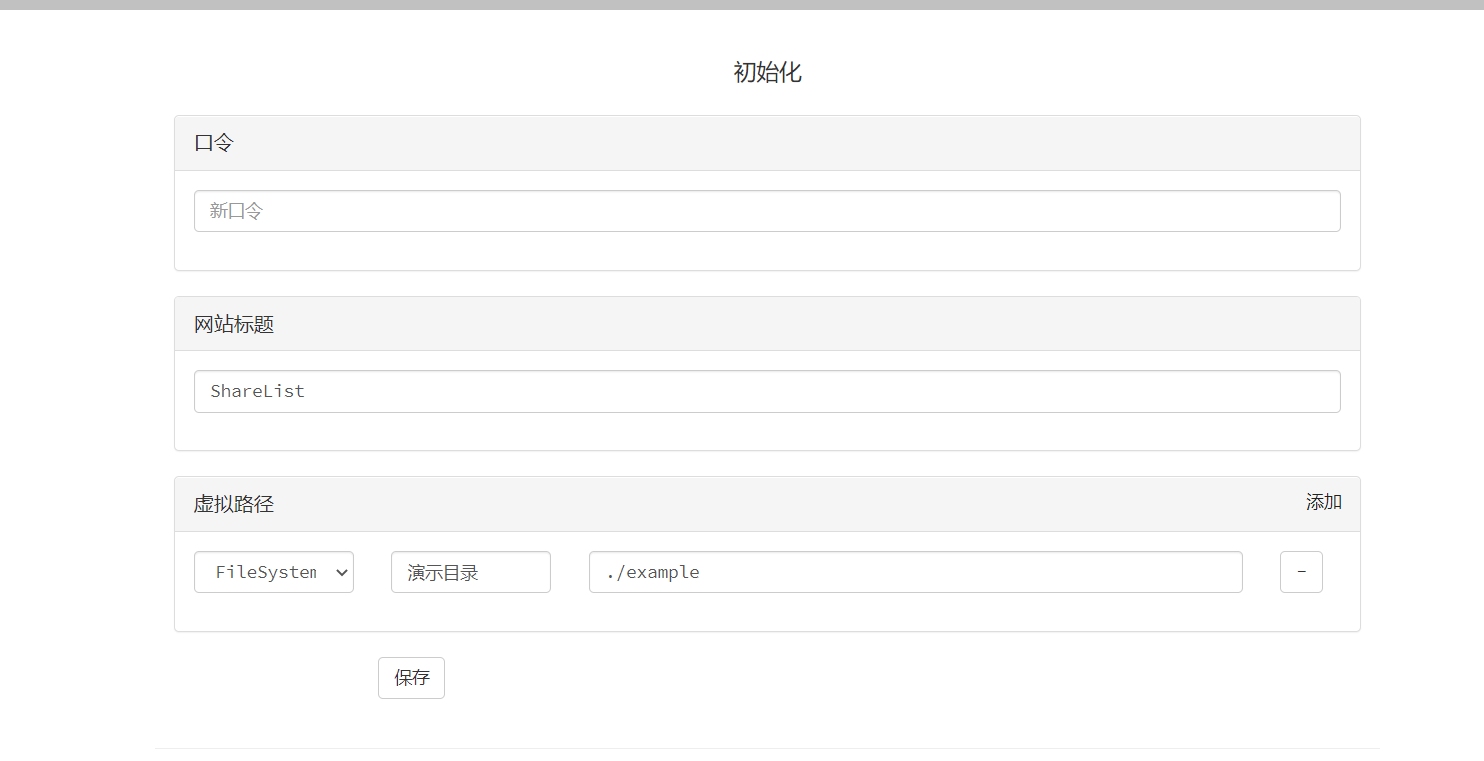 初始化
口令
新口令
网站标题
ShareList
虚拟路径 添加
FileSystem 演示目录 ./example -
保存